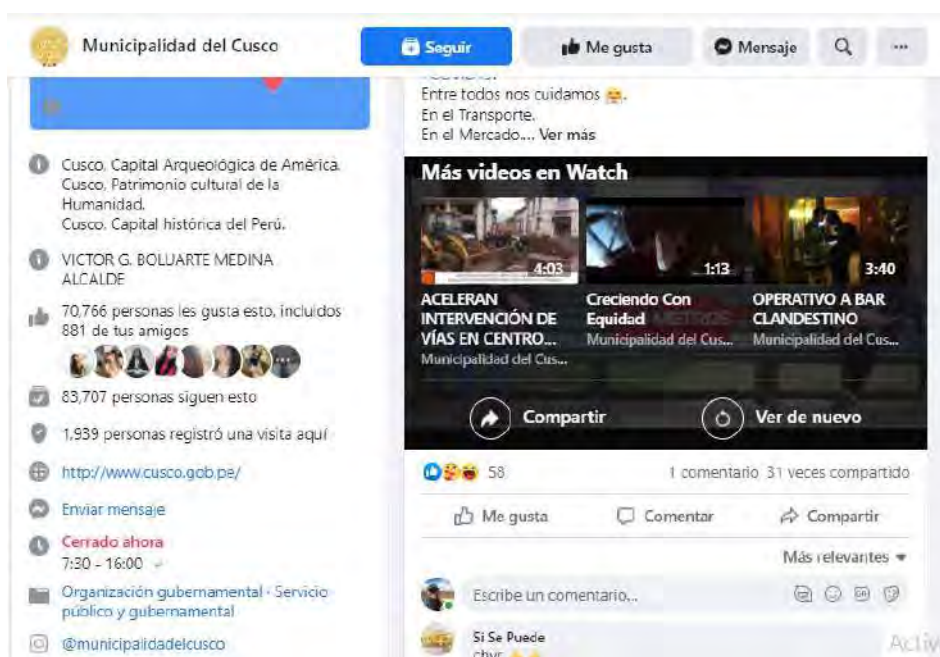 Municipalidad del Cusco
Seguir
Me gusta
Mensaje
Cusco, Capital Arqueológica de América.
Cusco, Patrimonio cultural de la
Humanidad.
Cusco, Capital histórica del Perú.
VICTOR G. BOLUARTE MEDINA
ALCALDE
70,766 personas les gusta esto, incluidos
881 de tus amigos
83,707 personas siguen esto
1,939 personas registró una visita aquí
http://www.cusco.gob.pe/
Enviar mensaje
Cerrado ahora
7:30 - 16:00
Organización gubernamental · Servicio
público y gubernamental
@municipalidadelcusco
Entre todos nos cuidamos
En el Transporte.
En el Mercado.... Ver más
Más videos en Watch
4:03
1:13
3:40
ACELERAN
INTERVENCIÓN DE
VÍAS EN CENTRO...
Municipalidad del Cus...
Creciendo Con
Equidad
Municipalidad del Cus...
OPERATIVO A BAR
CLANDESTINO
Municipalidad del Cus...
Compartir
Ver de nuevo
58
1 comentario 31 veces compartido
Me gusta
Comentar
Compartir
Más relevantes
Escribe un comentario...
Si Se Puede
Activ